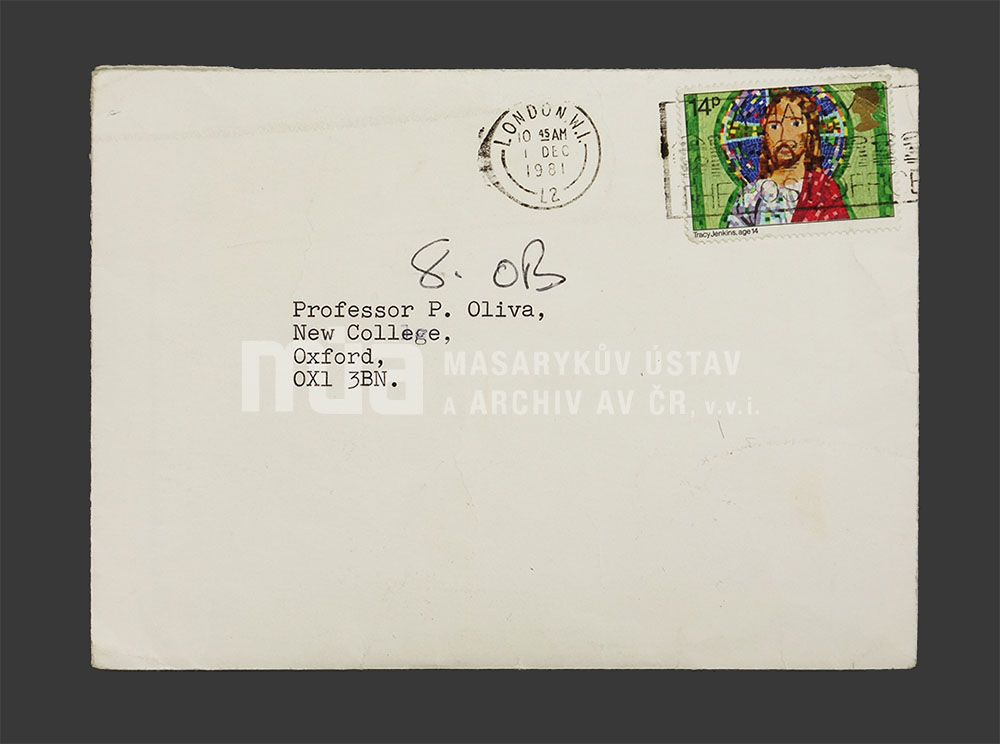 LONDON W.1.
10 45 AM
1 DEC
1981
L2
14P
Tracy Jenkins, age 14
8. OB
Professor P. Oliva,
New College,
Oxford,
OX1 3BN.
múa MASARYKŮV ÚSTAV
A ARCHIV AV ČR, v.v.i.